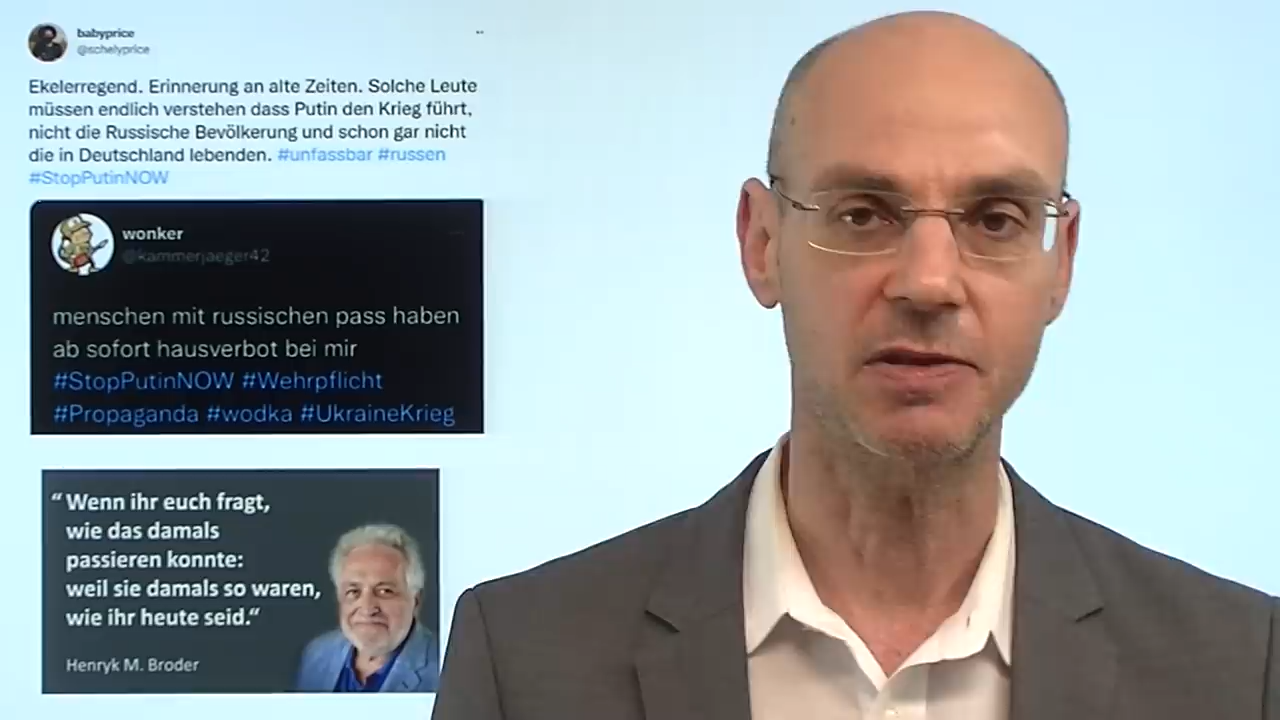 babyprice
@schelyprice
Ekelerregend. Erinnerung an alte Zeiten. Solche Leute
müssen endlich verstehen dass Putin den Krieg führt,
nicht die Russische Bevölkerung und schon gar nicht
die in Deutschland lebenden. #unfassbar #russen
#StopPutinNOW
wonker
@kammerjaeger42
menschen mit russischen pass haben
ab sofort hausverbot bei mir
#StopPutinNOW #Wehrpflicht
#Propaganda #wodka #UkraineKrieg
“Wenn ihr euch fragt,
wie das damals
passieren konnte:
weil sie damals so waren,
wie ihr heute seid.“
Henryk M. Broder